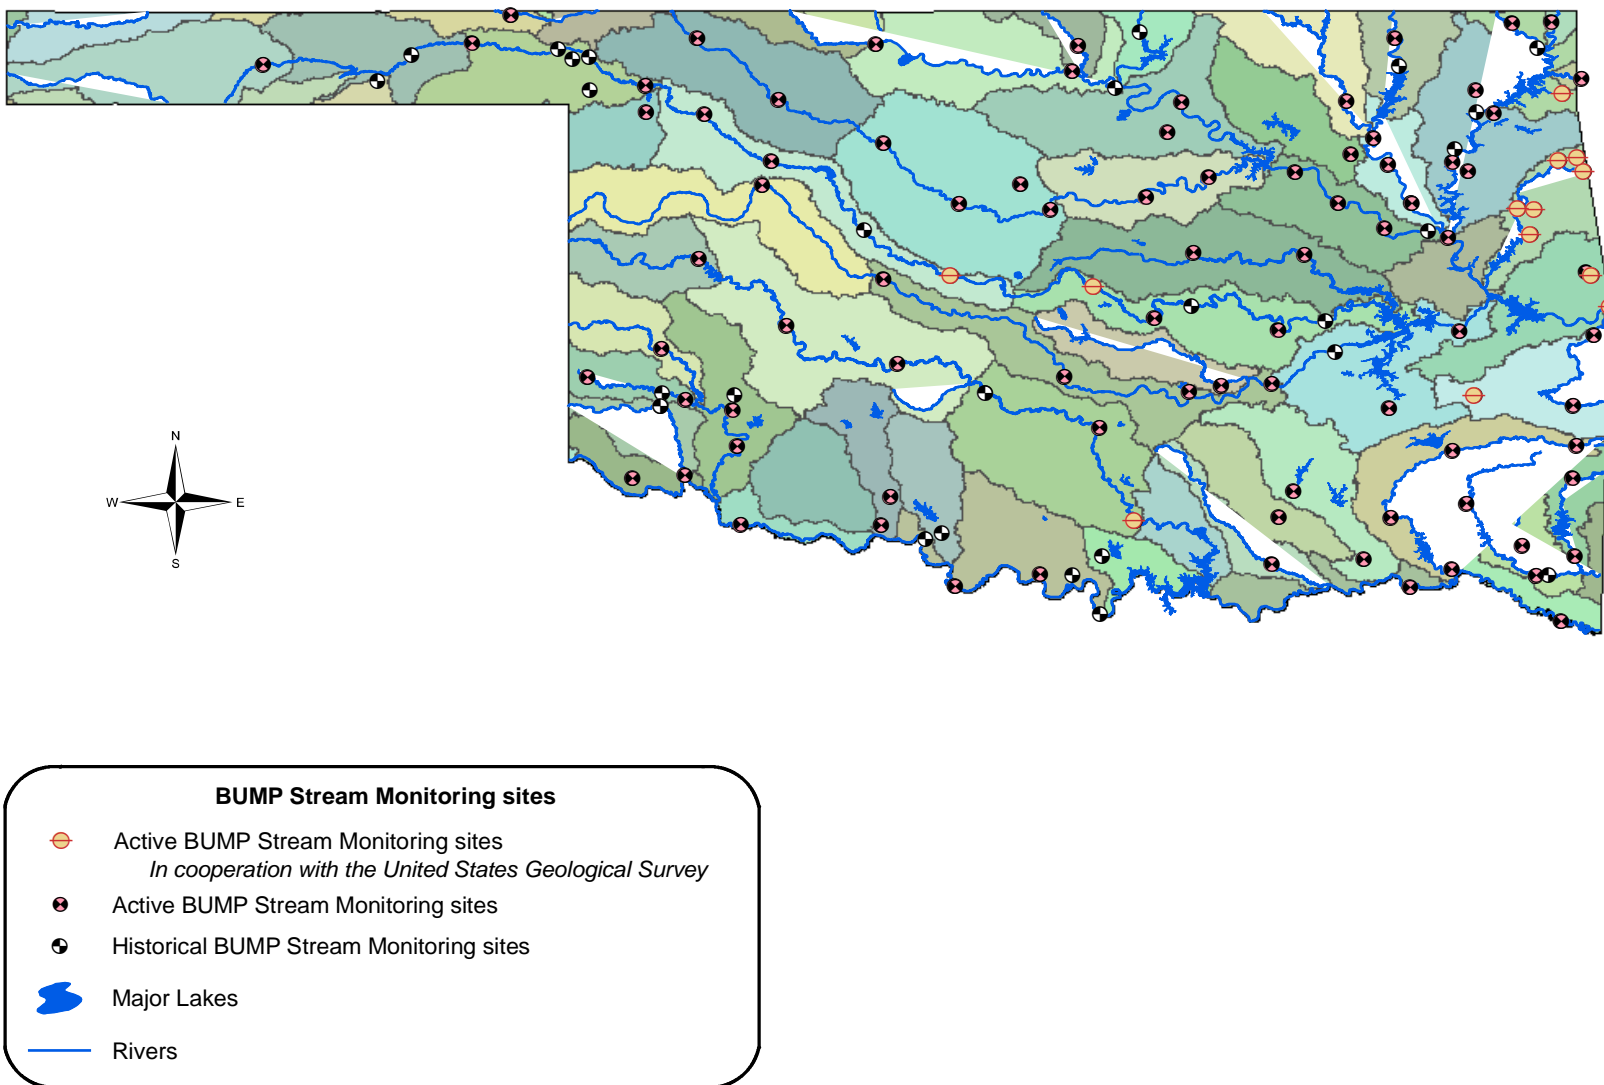 N
W
E
S
BUMP Stream Monitoring sites
Active BUMP Stream Monitoring sites
In cooperation with the United States Geological Survey
Active BUMP Stream Monitoring sites
Historical BUMP Stream Monitoring sites
Major Lakes
Rivers